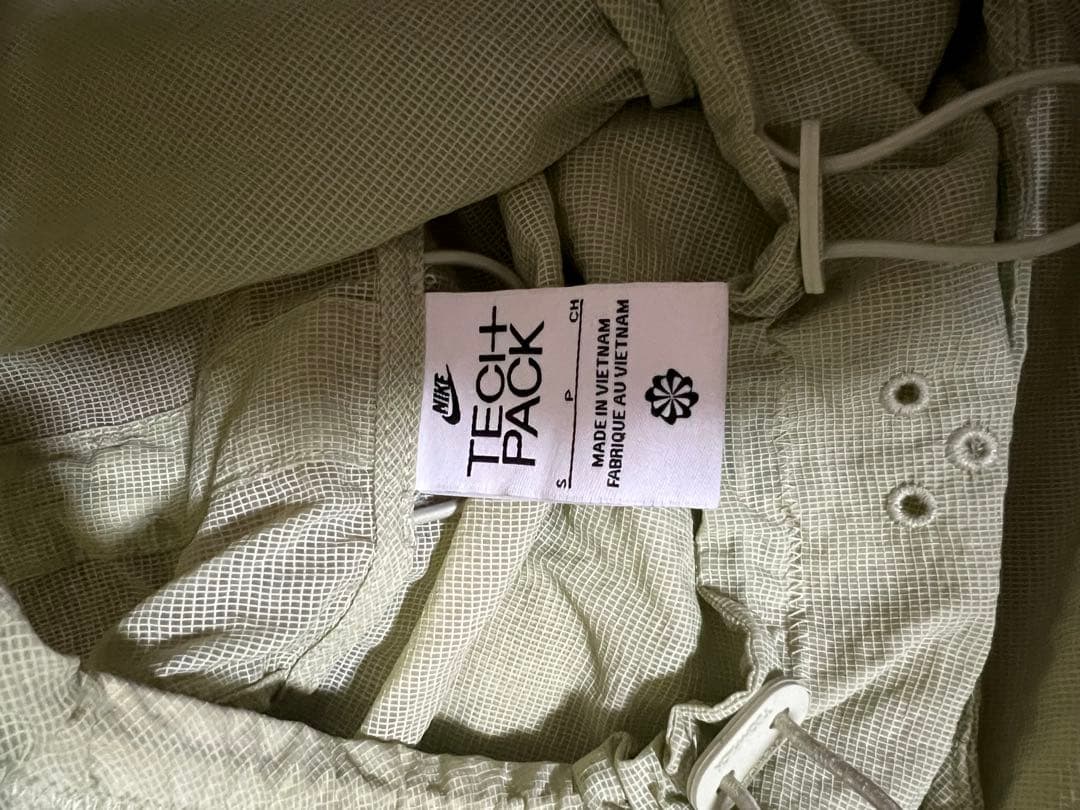 NIKE
TECH
PACK
S P CH
MADE IN VIETNAM
FABRIQUE AU VIETNAM